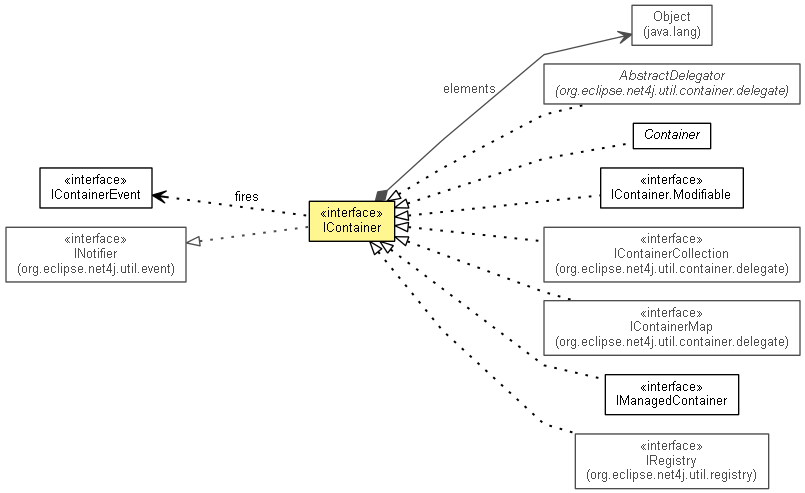 Object
(java.lang)
elements
AbstractDelegator
(org.eclipse.net4j.util.container.delegate)
Container
«interface»
IContainerEvent
fires
«interface»
IContainer.Modifiable
«interface»
IContainer
«interface»
INotifier
(org.eclipse.net4j.util.event)
«interface»
IContainerCollection
(org.eclipse.net4j.util.container.delegate)
«interface»
IContainerMap
(org.eclipse.net4j.util.container.delegate)
«interface»
IManagedContainer
«interface»
IRegistry
(org.eclipse.net4j.util.registry)